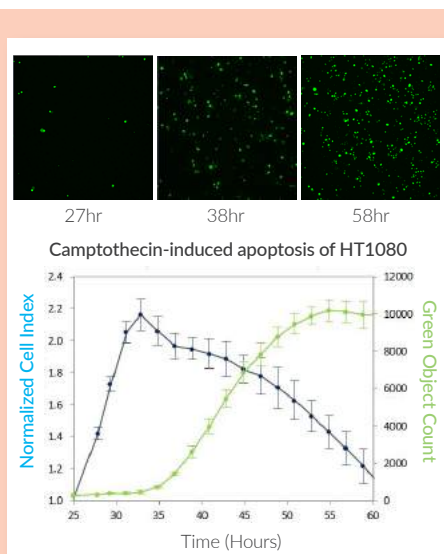 27hr 38hr 58hr
Camptothecin-induced apoptosis of HT1080
Normalized Cell Index
2.4
2.2
2.0
1.8
1.6
1.4
1.2
1.0
12000
10000
8000
6000
4000
2000
0
Green Object Count
25 30 35 40 45 50 55 60
Time (Hours)